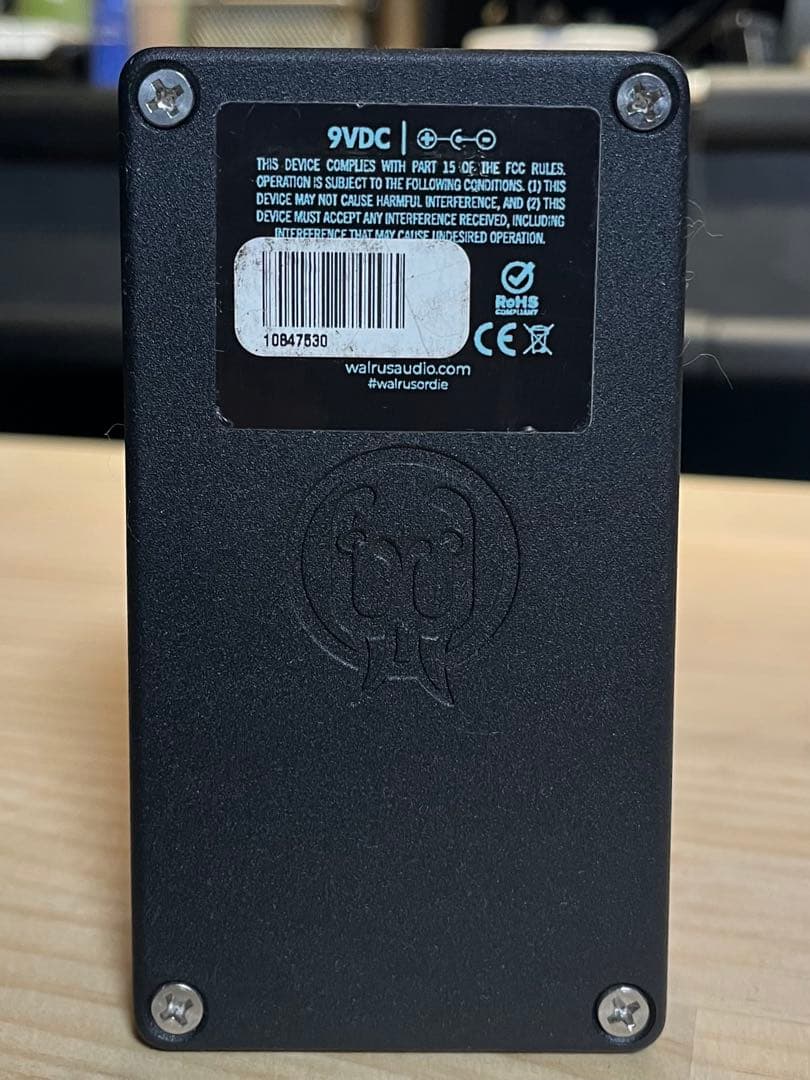 9VDC
THIS DEVICE COMPLIES WITH PART 15 OF THE FCC RULES.
OPERATION IS SUBJECT TO THE FOLLOWING CONDITIONS. (1) THIS
DEVICE MAY NOT CAUSE HARMFUL INTERFERENCE, AND (2) THIS
DEVICE MUST ACCEPT ANY INTERFERENCE RECEIVED, INCLUDING
INTERFERENCE THAT MAY CAUSE UNDESIRED OPERATION.
10847530
RoHS
COMPLIANT
CE
walrusaudio.com
#walrusordie